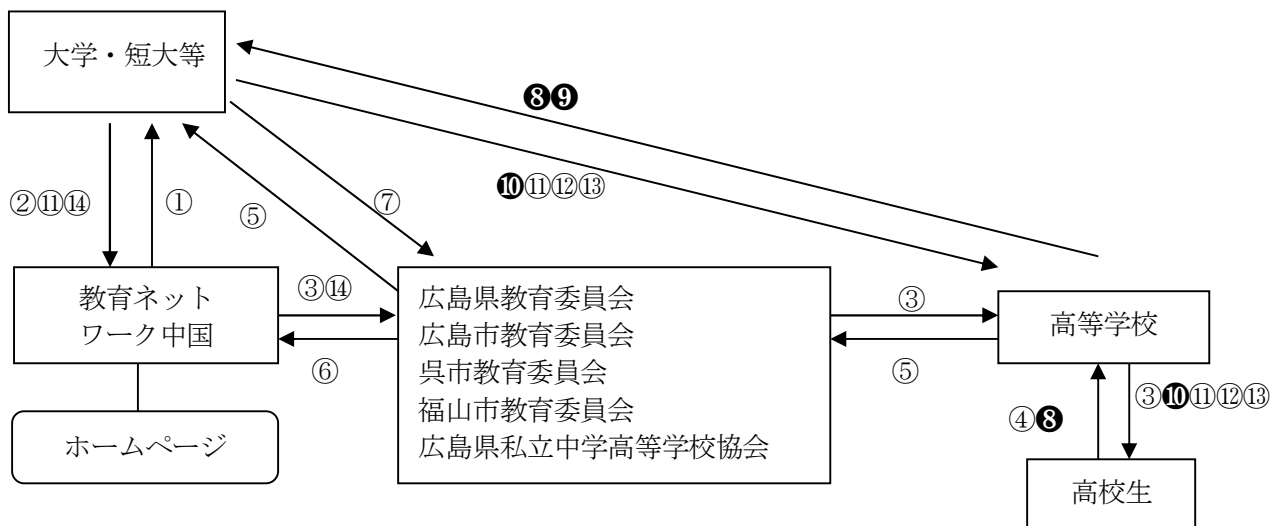 大学・短大等
❽❾
❿⑪⑫⑬
②⑪⑭
①
⑤
⑦
教育ネット
ワーク中国
③⑭
⑥
広島県教育委員会
広島市教育委員会
呉市教育委員会
福山市教育委員会
広島県私立中学高等学校協会
③
⑤
高等学校
ホームページ
④❽
③❿⑪⑫⑬
高校生